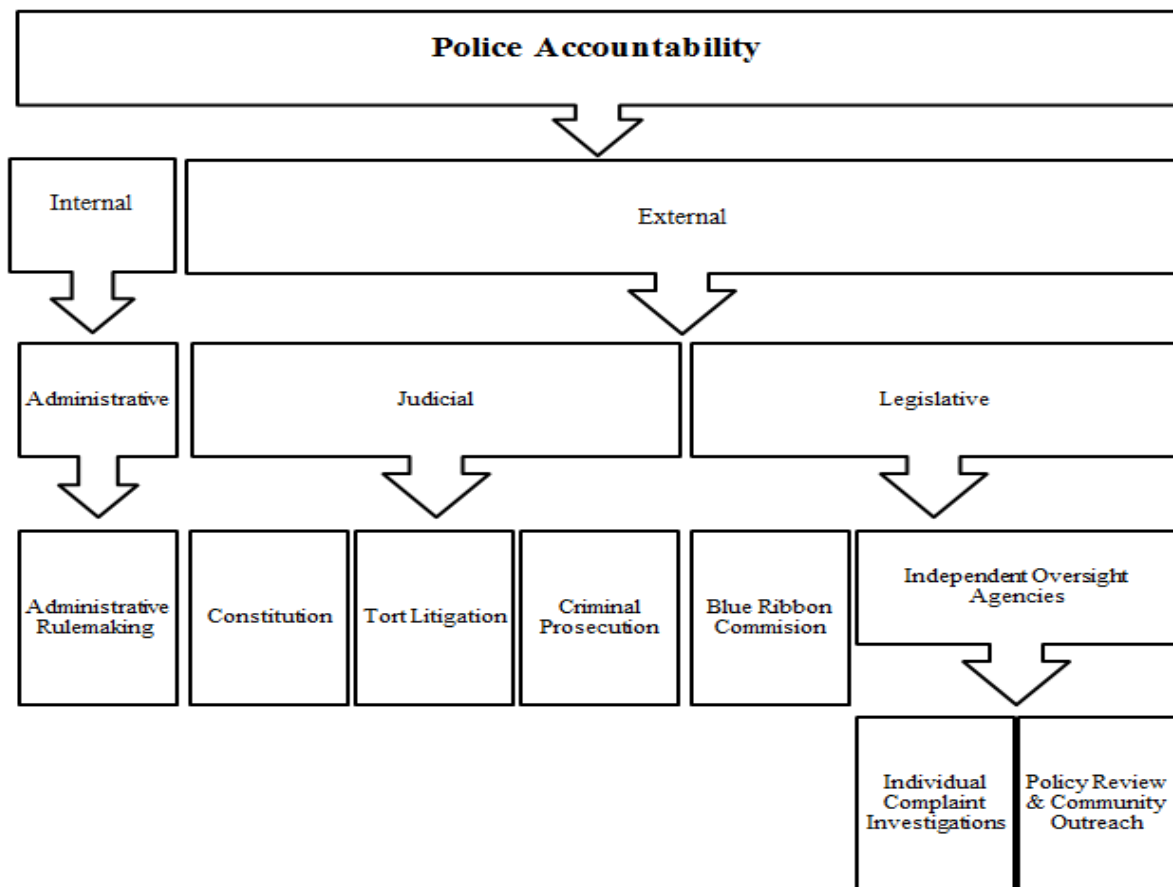 Police Accountability
Internal
External
Administrative
Judicial
Legislative
Administrative
Rulemaking
Constitution
Tort Litigation
Criminal
Prosecution
Blue Ribbon
Commision
Independent Oversight
Agencies
Individual
Complaint
Investigations
Policy Review
& Community
Outreach